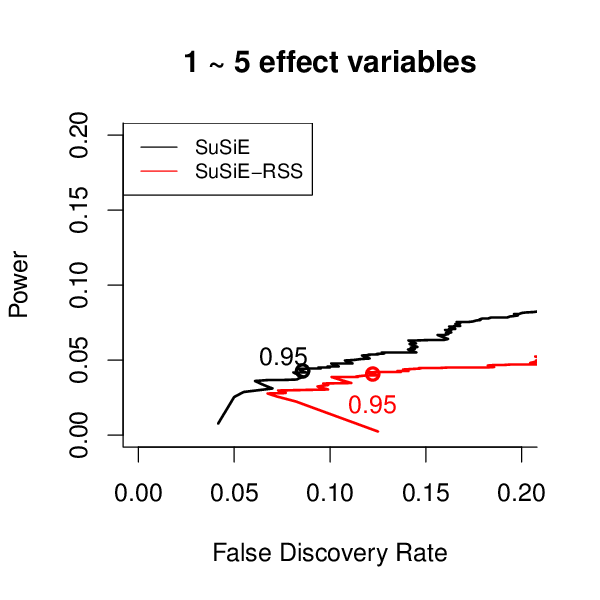 1 ~ 5 effect variables
SuSiE
SuSiE−RSS
Power
0.20
0.15
0.10
0.05
0.00
0.95
0.95
0.00 0.05 0.10 0.15 0.20
False Discovery Rate